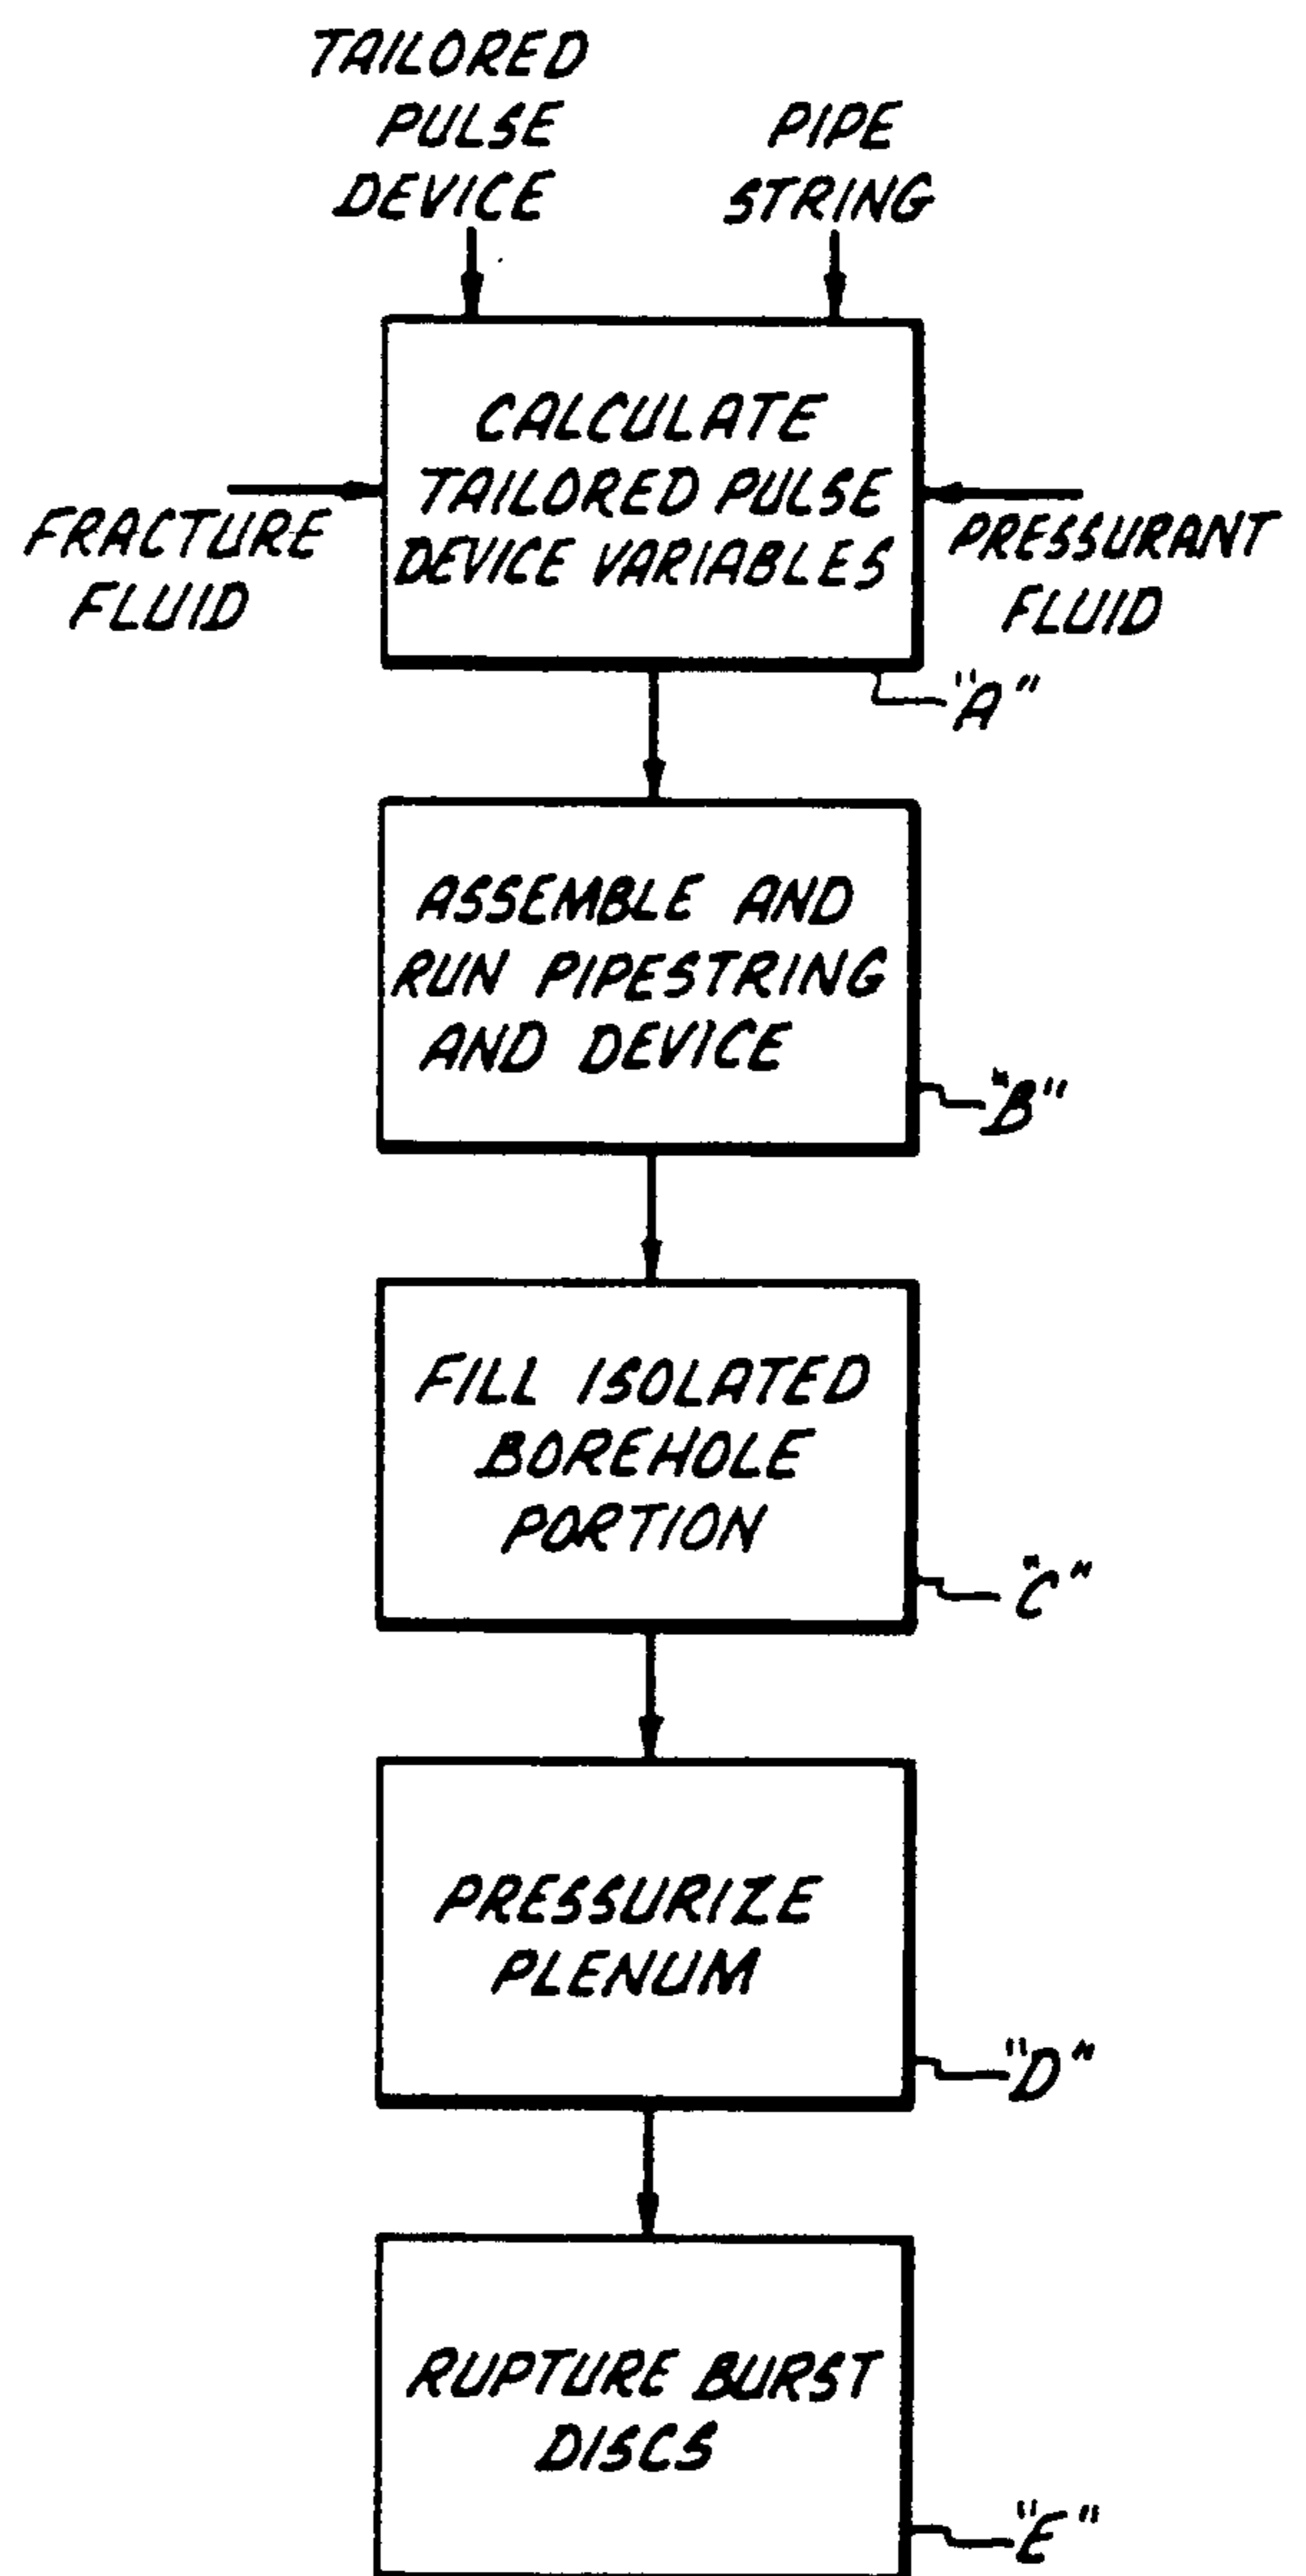 TAILORED
PULSE
DEVICE
PIPE
STRING
CALCULATE
TAILORED PULSE
DEVICE VARIABLES
FRACTURE
FLUID
PRESSURANT
FLUID
"A"
ASSEMBLE AND
RUN PIPESTRING
AND DEVICE
"B"
FILL ISOLATED
BOREHOLE
PORTION
"C"
PRESSURIZE
PLENUM
"D"
RUPTURE BURST
DISCS
"E"